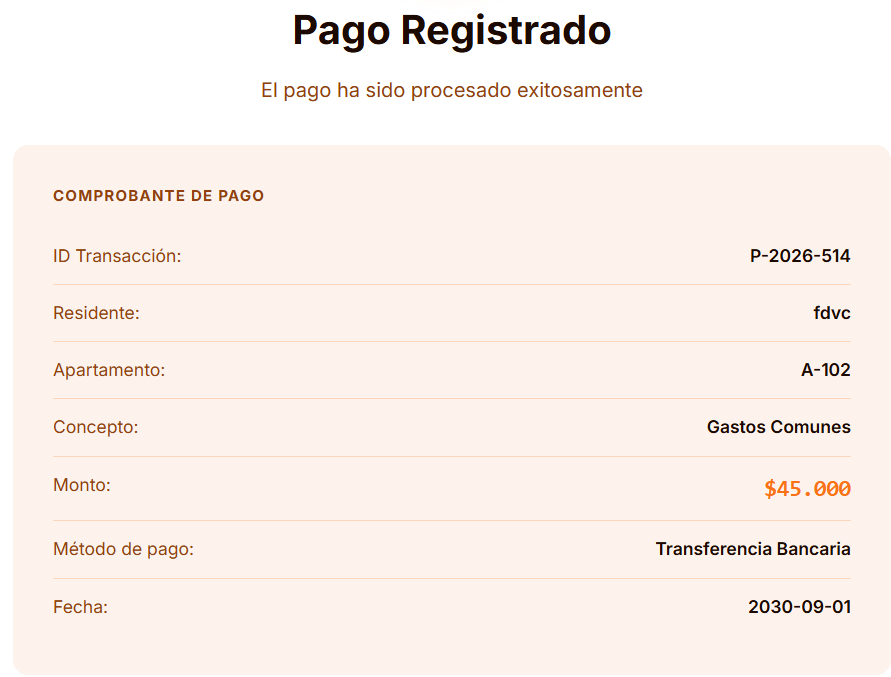 Pago Registrado
El pago ha sido procesado exitosamente
COMPROBANTE DE PAGO
ID Transacción: P-2026-514
Residente: fdvc
Apartamento: A-102
Concepto: Gastos Comunes
Monto: $45.000
Método de pago: Transferencia Bancaria
Fecha: 2030-09-01